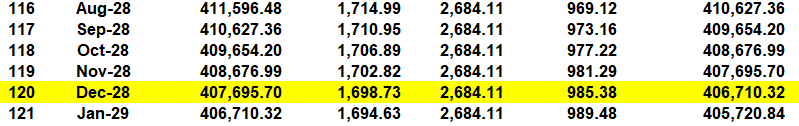 116 Aug-28 411,596.48 1,714.99 2,684.11 969.12 410,627.36
117 Sep-28 410,627.36 1,710.95 2,684.11 973.16 409,654.20
118 Oct-28 409,654.20 1,706.89 2,684.11 977.22 408,676.99
119 Nov-28 408,676.99 1,702.82 2,684.11 981.29 407,695.70
120 Dec-28 407,695.70 1,698.73 2,684.11 985.38 406,710.32
121 Jan-29 406,710.32 1,694.63 2,684.11 989.48 405,720.84